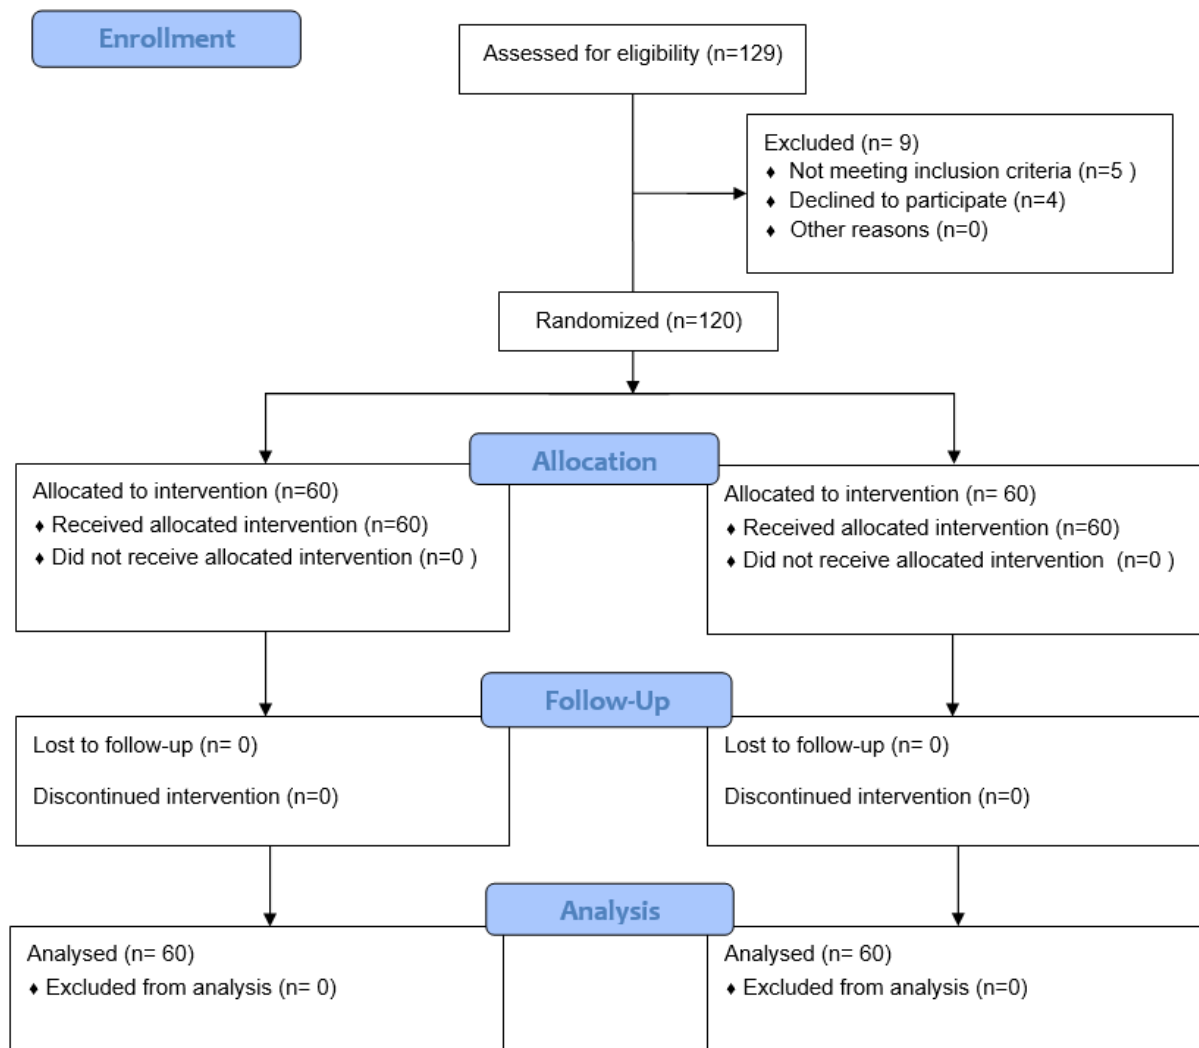 Enrollment
Assessed for eligibility (n=129)
Excluded (n= 9)
♦ Not meeting inclusion criteria (n=5 )
♦ Declined to participate (n=4)
♦ Other reasons (n=0)
Randomized (n=120)
Allocation
Allocated to intervention (n=60)
♦ Received allocated intervention (n=60)
♦ Did not receive allocated intervention (n=0 )
Allocated to intervention (n= 60)
♦ Received allocated intervention (n=60)
♦ Did not receive allocated intervention  (n=0 )
Follow-Up
Lost to follow-up (n= 0)
Discontinued intervention (n=0)
Lost to follow-up (n= 0)
Discontinued intervention (n=0)
Analysis
Analysed (n= 60)
♦ Excluded from analysis (n= 0)
Analysed (n= 60)
♦ Excluded from analysis (n=0)